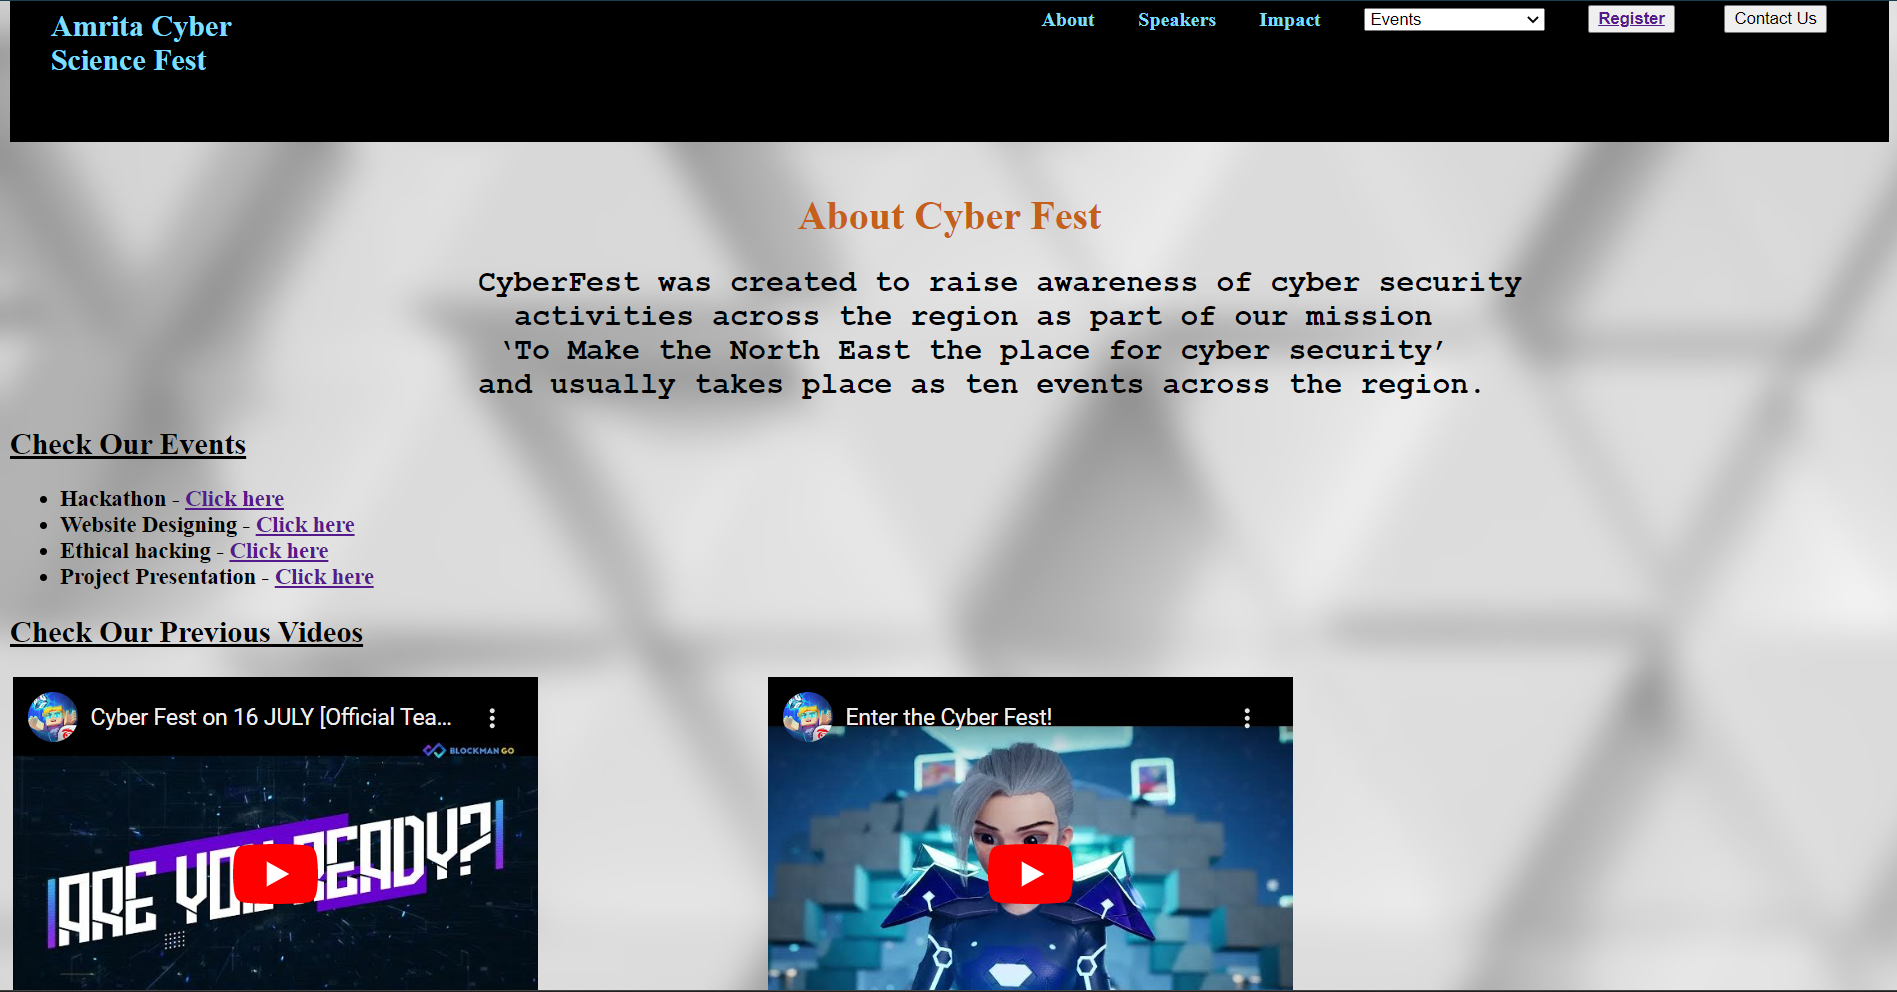 Amrita Cyber
Science Fest
About
Speakers
Impact
Events
Register
Contact Us
About Cyber Fest
CyberFest was created to raise awareness of cyber security
activities across the region as part of our mission
‘To Make the North East the place for cyber security’
and usually takes place as ten events across the region.
Check Our Events
• Hackathon - Click here
• Website Designing - Click here
• Ethical hacking - Click here
• Project Presentation - Click here
Check Our Previous Videos
Cyber Fest on 16 JULY [Official Tea...
BLOCKMAN GO
ARE YOU READY?
Enter the Cyber Fest!